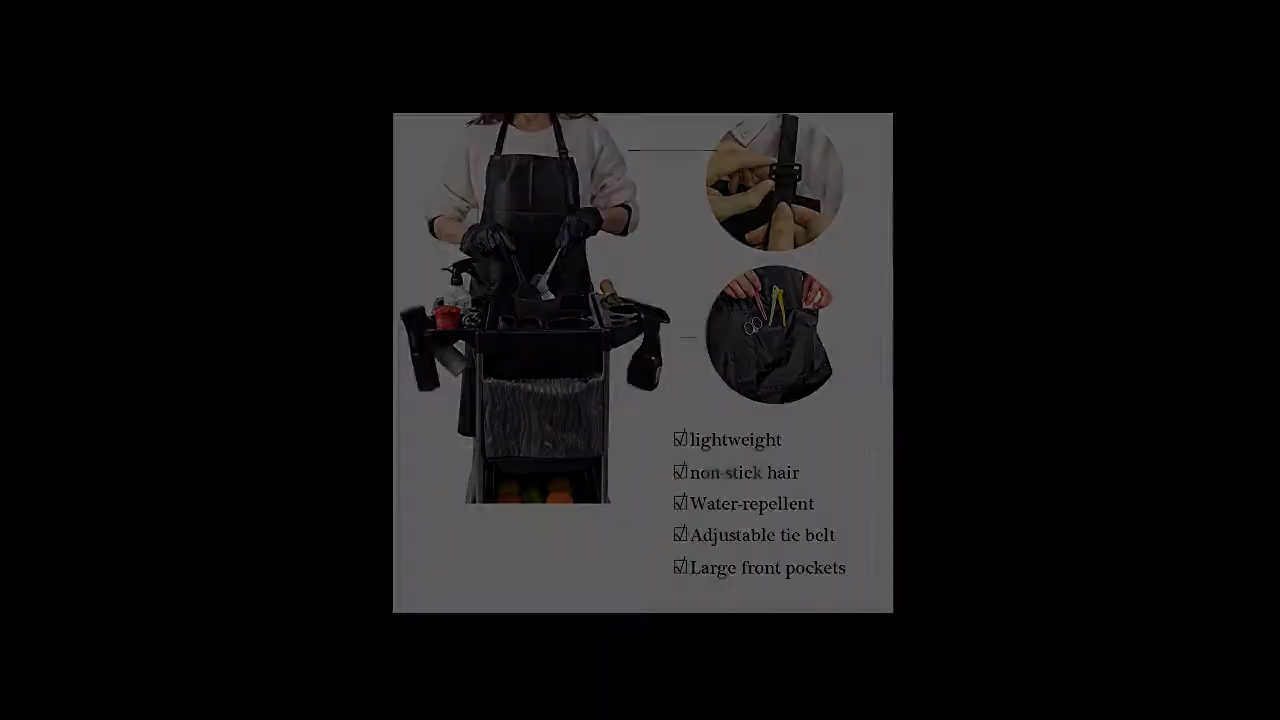 ☑lightweight
☑non-stick hair
☑Water-repellent
☑Adjustable tie belt
☑Large front pockets